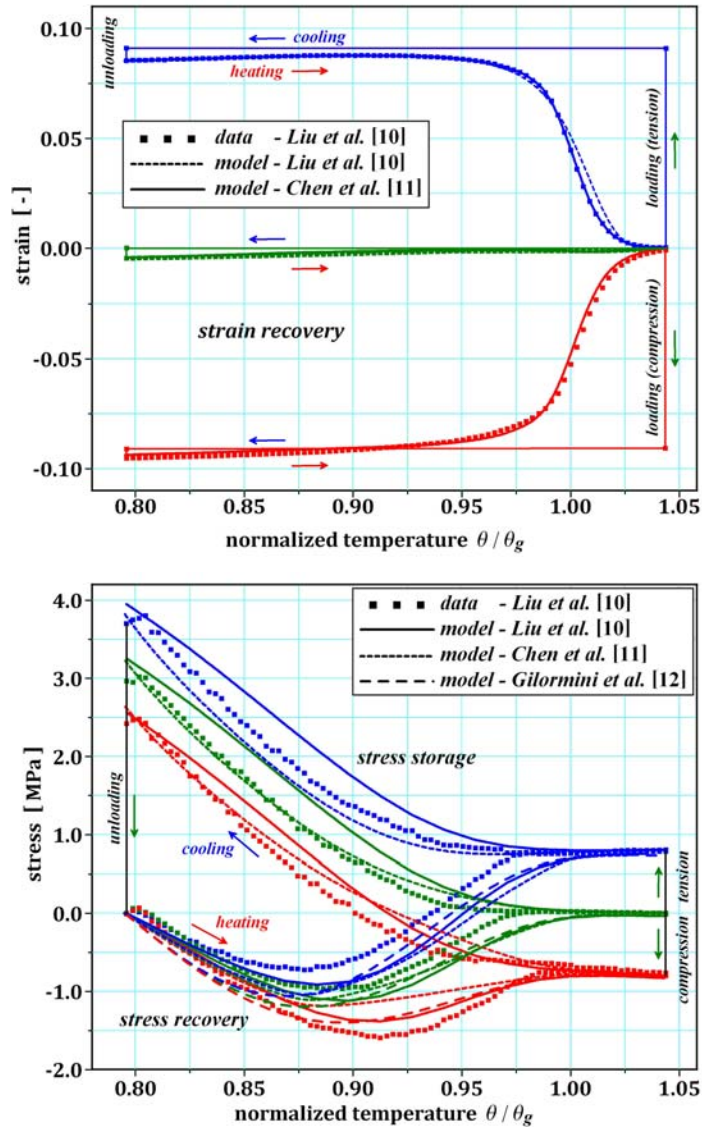 0.10
cooling
unloading
heating
0.05
data - Liu et al. [10]
model - Liu et al. [10]
model - Chen et al. [11]
loading (tension)
strain [ - ]
0.00
strain recovery
loading (compression)
-0.05
-0.10
0.80 0.85 0.90 0.95 1.00 1.05
normalized temperature θ / θg
4.0
data - Liu et al. [10]
model - Liu et al. [10]
model - Chen et al. [11]
model - Gilormini et al. [12]
3.0
stress storage
2.0
stress [ MPa]
unloading
1.0
cooling
tension
0.0
heating
compression
-1.0
stress recovery
-2.0
0.80 0.85 0.90 0.95 1.00 1.05
normalized temperature θ / θg